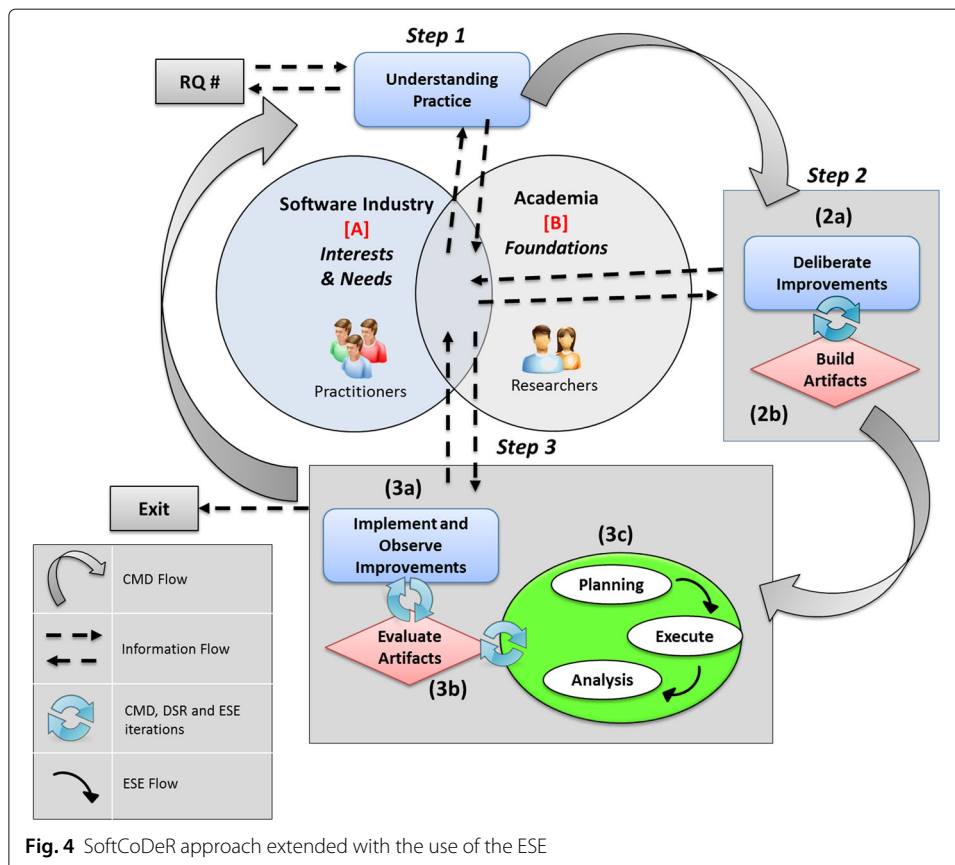 Step 1
RQ #
Understanding
Practice
Step 2
(2a)
Deliberate
Improvements
Build
Artifacts
(2b)
Software Industry
[A]
Interests
& Needs
Practitioners
Academia
[B]
Foundations
Researchers
Step 3
(3a)
Implement and
Observe
Improvements
Evaluate
Artifacts
(3b)
(3c)
Planning
Execute
Analysis
Exit
CMD Flow
Information Flow
CMD, DSR and ESE
iterations
ESE Flow
Fig. 4 SoftCoDeR approach extended with the use of the ESE